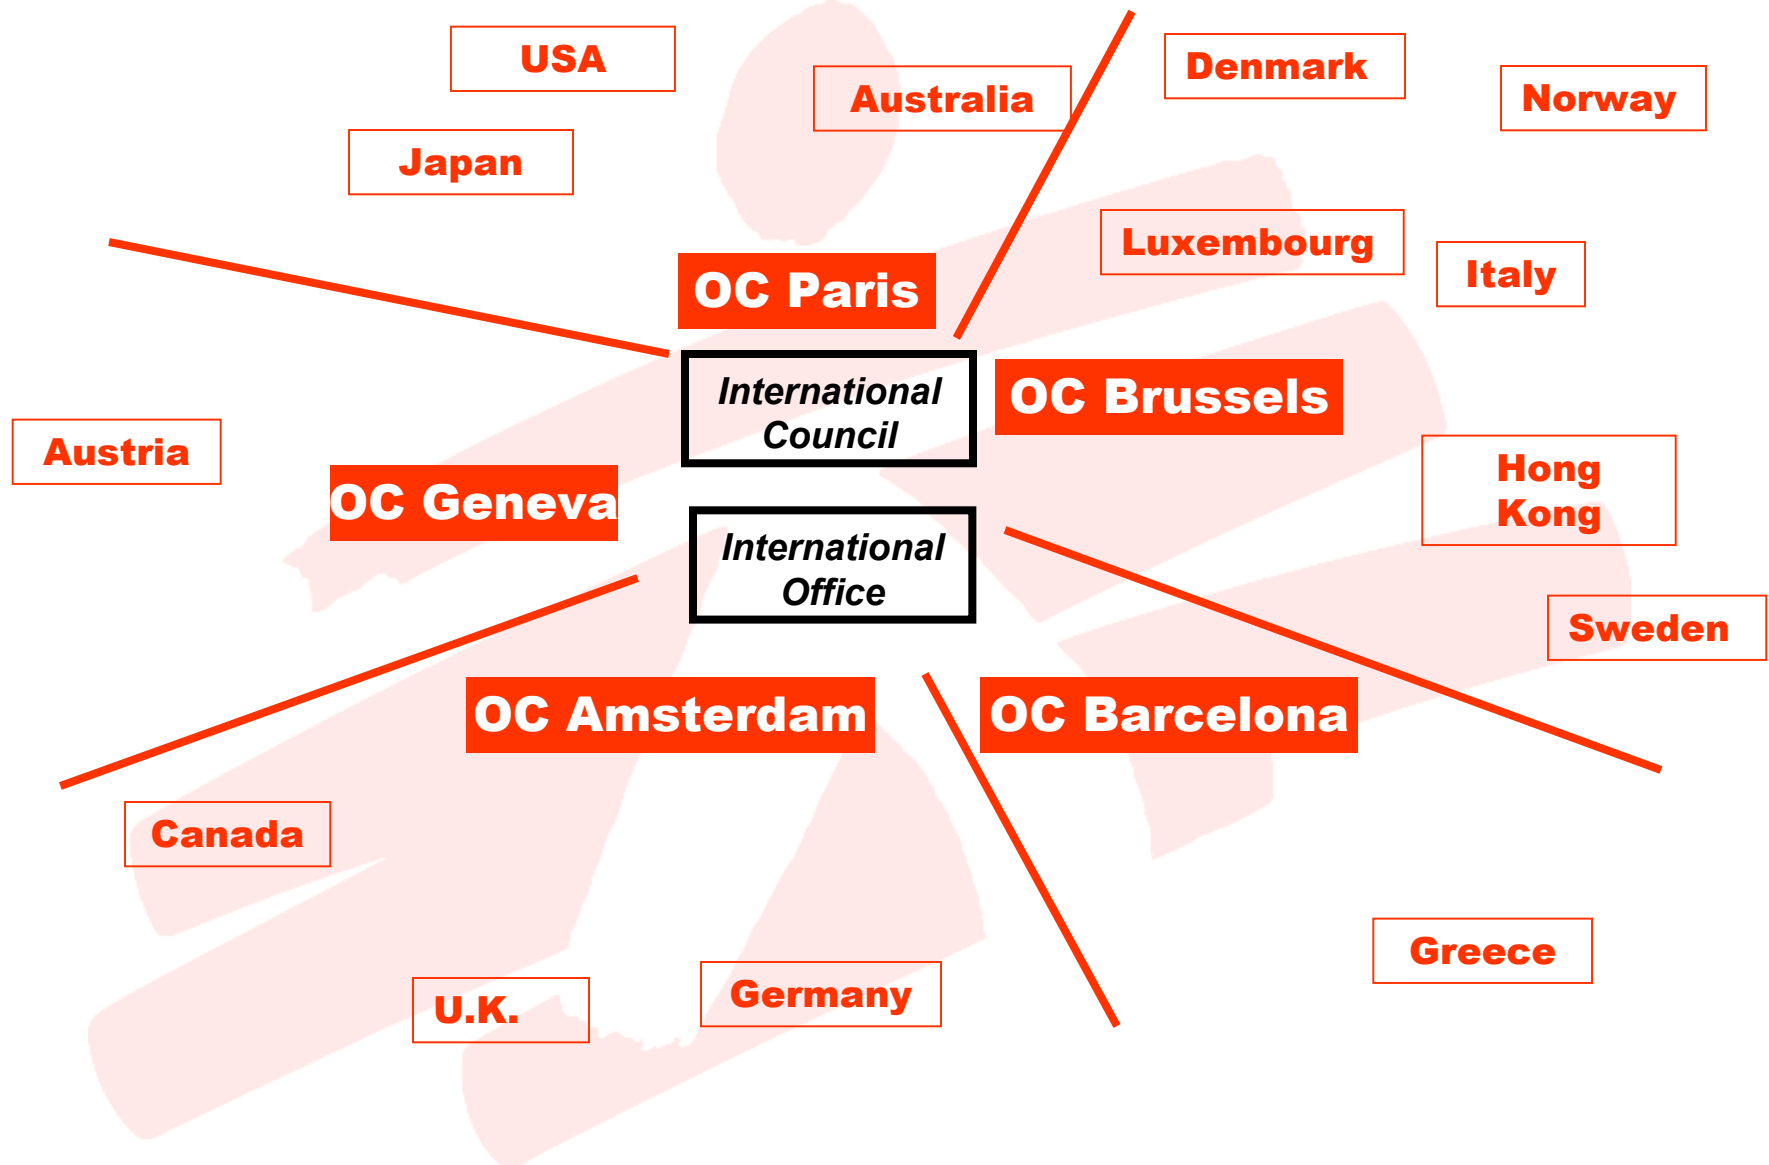 USA
Denmark
Australia
Norway
Japan
Luxembourg
Italy
OC Paris
International
Council
OC Brussels
Austria
Hong
Kong
OC Geneva
International
Office
Sweden
OC Amsterdam
OC Barcelona
Canada
Greece
U.K.
Germany